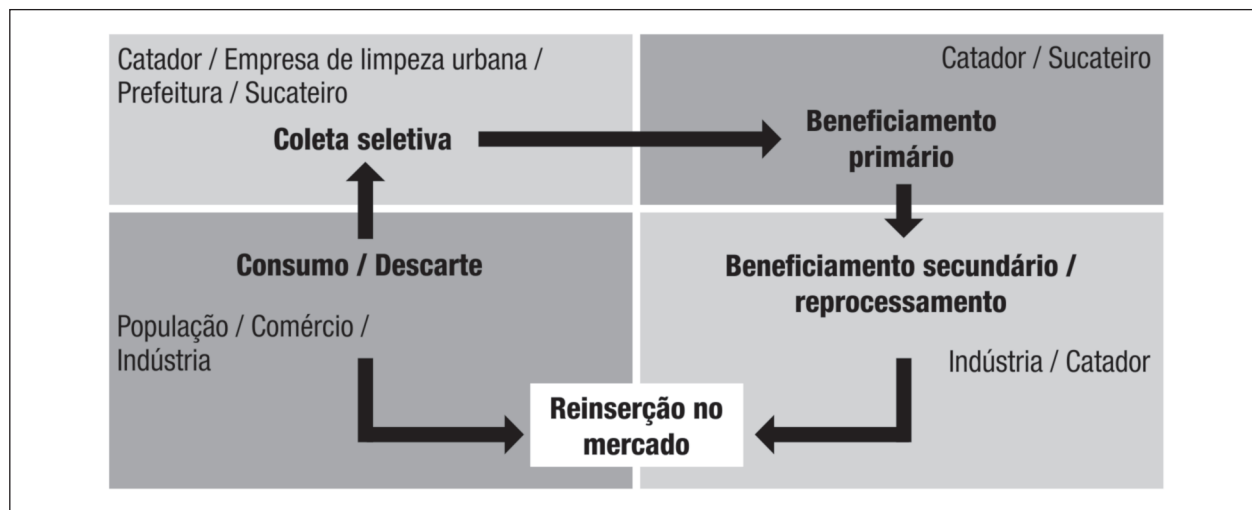 Catador / Empresa de limpeza urbana /
Prefeitura / Sucateiro
Coleta seletiva
Catador / Sucateiro
Beneficiamento
primário
Consumo / Descarte
População / Comércio /
Indústria
Beneficiamento secundário /
reprocessamento
Indústria / Catador
Reinserção no
mercado